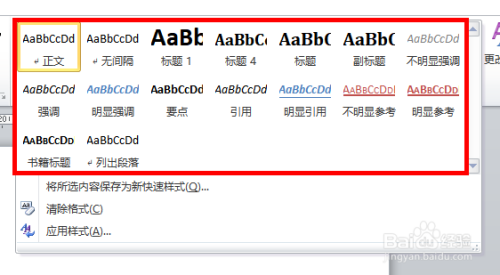 AaBbCcDd AaBbCcDd AaBb AaBbCc AaBb AaBbC AaBbCcDd
↲ 正文 ↲ 无间隔 标题 1 标题 4 标题 副标题 不明显强调
AaBbCcDd AaBbCcDd AaBbCcDd AaBbCcDd AaBbCcDd AaBbCcDd AaBbCcDd
强调 明显强调 要点 引用 明显引用 不明显参考 明显参考
AaBbCcDd AaBbCcDd
书籍标题 ↲ 列出段落
将所选内容保存为新快速样式(Q)...
清除格式(C)
应用样式(A)...
更改
Baidu 经验
jingyan.baidu.com